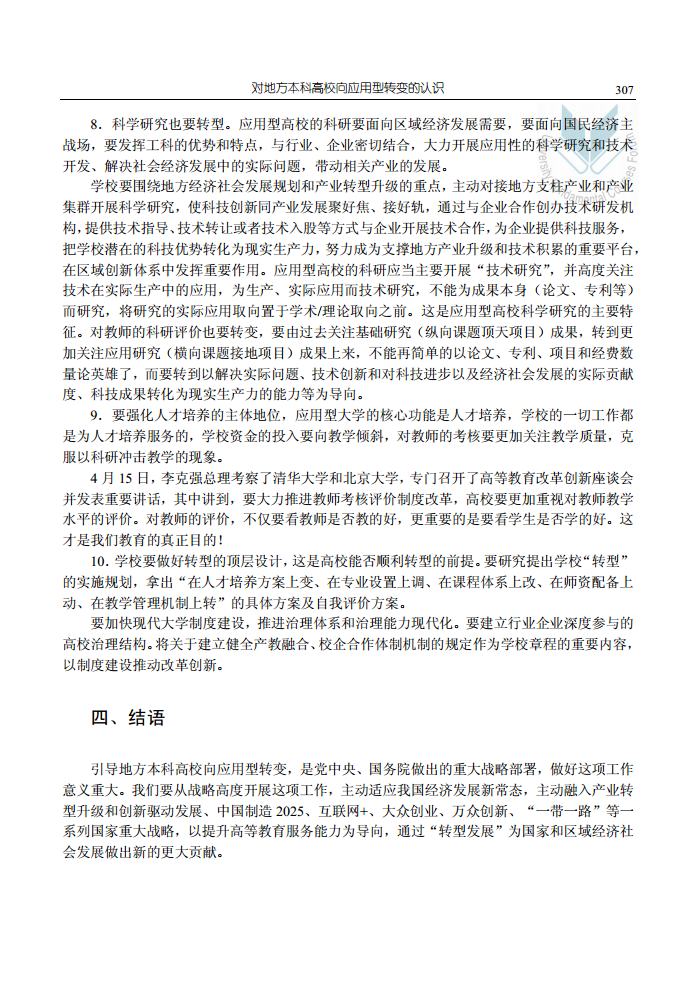 对地方本科高校向应用型转变的认识 307
8．科学研究也要转型。应用型高校的科研要面向区域经济发展需要，要面向国民经济主
战场，要发挥工科的优势和特点，与行业、企业密切结合，大力开展应用性的科学研究和技术
开发、解决社会经济发展中的实际问题，带动相关产业的发展。
学校要围绕地方经济社会发展规划和产业转型升级的重点，主动对接地方支柱产业和产业
集群开展科学研究，使科技创新同产业发展聚好焦、接好轨，通过与企业合作创办技术研发机
构，提供技术指导、技术转让或者技术入股等方式与企业开展技术合作，为企业提供科技服务，
把学校潜在的科技优势转化为现实生产力，努力成为支撑地方产业升级和技术积累的重要平台，
在区域创新体系中发挥重要作用。应用型高校的科研应当主要开展“技术研究”，并高度关注
技术在实际生产中的应用，为生产、实际应用而技术研究，不能为成果本身（论文、专利等）
而研究，将研究的实际应用取向置于学术/理论取向之前。这是应用型高校科学研究的主要特
征。对教师的科研评价也要转变，要由过去关注基础研究（纵向课题顶天项目）成果，转到更
加关注应用研究（横向课题接地项目）成果上来，不能再简单的以论文、专利、项目和经费数
量论英雄了，而要转到以解决实际问题、技术创新和对科技进步以及经济社会发展的实际贡献
度、科技成果转化为现实生产力的能力等为导向。
9．要强化人才培养的主体地位，应用型大学的核心功能是人才培养，学校的一切工作都
是为人才培养服务的，学校资金的投入要向教学倾斜，对教师的考核要更加关注教学质量，克
服以科研冲击教学的现象。
4 月 15 日，李克强总理考察了清华大学和北京大学，专门召开了高等教育改革创新座谈会
并发表重要讲话，其中讲到，要大力推进教师考核评价制度改革，高校要更加重视对教师教学
水平的评价。对教师的评价，不仅要看教师是否教的好，更重要的是要看学生是否学的好。这
才是我们教育的真正目的！
10．学校要做好转型的顶层设计，这是高校能否顺利转型的前提。要研究提出学校“转型”
的实施规划，拿出“在人才培养方案上变、在专业设置上调、在课程体系上改、在师资配备上
动、在教学管理机制上转”的具体方案及自我评价方案。
要加快现代大学制度建设，推进治理体系和治理能力现代化。要建立行业企业深度参与的
高校治理结构。将关于建立健全产教融合、校企合作体制机制的规定作为学校章程的重要内容，
以制度建设推动改革创新。
四、结语
引导地方本科高校向应用型转变，是党中央、国务院做出的重大战略部署，做好这项工作
意义重大。我们要从战略高度开展这项工作，主动适应我国经济发展新常态，主动融入产业转
型升级和创新驱动发展、中国制造 2025、互联网+、大众创业、万众创新、“一带一路”等一
系列国家重大战略，以提升高等教育服务能力为导向，通过“转型发展”为国家和区域经济社
会发展做出新的更大贡献。